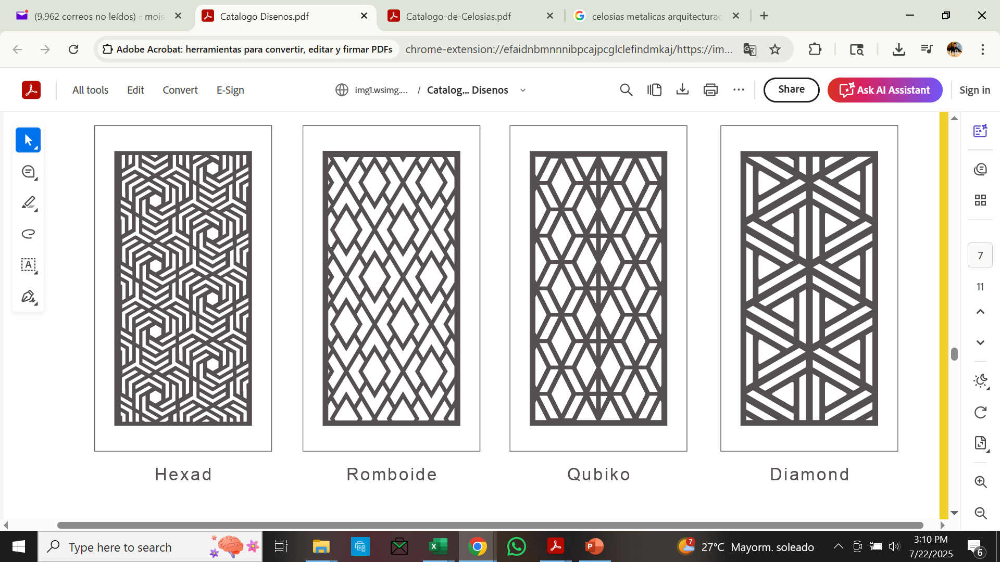 (9,962 correos no leídos) - mois
Catalogo Disenos.pdf
Catalogo-de-Celosias.pdf
celosias metalicas arquitecturac
Adobe Acrobat: herramientas para convertir, editar y firmar PDFs
chrome-extension://efaidnbmnnnibpcajpcglclefindmkaj/https://im...
All tools
Edit
Convert
E-Sign
img1.wsimg.... / Catalog... Disenos
Share
Ask AI Assistant
Sign in
7
11
Hexad
Romboide
Qubiko
Diamond
Type here to search
7
27°C Mayorm. soleado
3:10 PM
7/22/2025
6